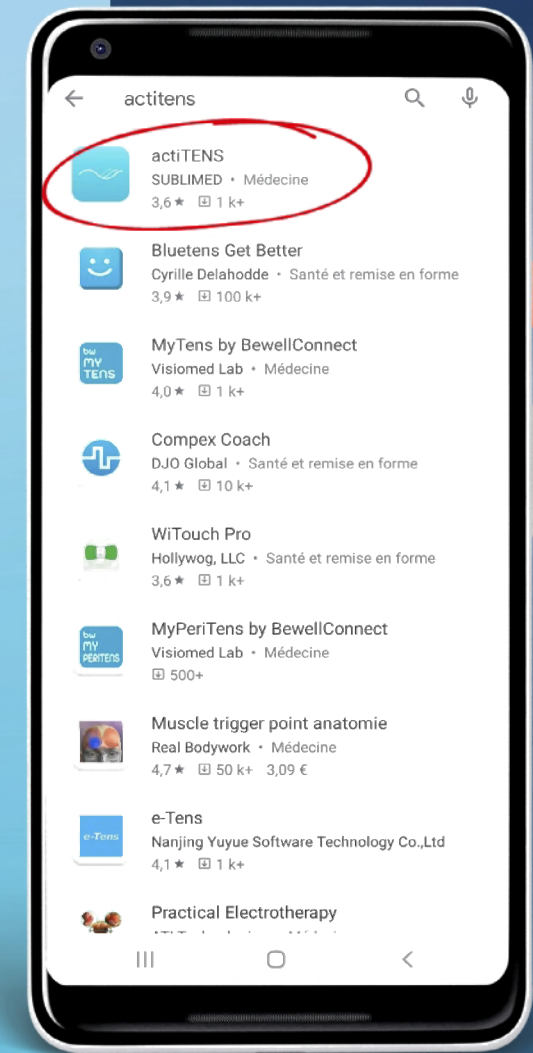 actitens
actiTENS
SUBLIMED • Médecine
3,6★ 1 k+
Bluetens Get Better
Cyrille Delahodde • Santé et remise en forme
3,9★ 100 k+
bw
MY
TENS
MyTens by BewellConnect
Visiomed Lab • Médecine
4,0★ 1 k+
Compex Coach
DJO Global • Santé et remise en forme
4,1★ 10 k+
WiTouch Pro
Hollywog, LLC • Santé et remise en forme
3,6★ 1 k+
bw
MY
PERITENS
MyPeriTens by BewellConnect
Visiomed Lab • Médecine
500+
Muscle trigger point anatomie
Real Bodywork • Médecine
4,7★ 50 k+ 3,09 €
e-Tens
e-Tens
Nanjing Yuyue Software Technology Co.,Ltd
4,1★ 1 k+
Practical Electrotherapy